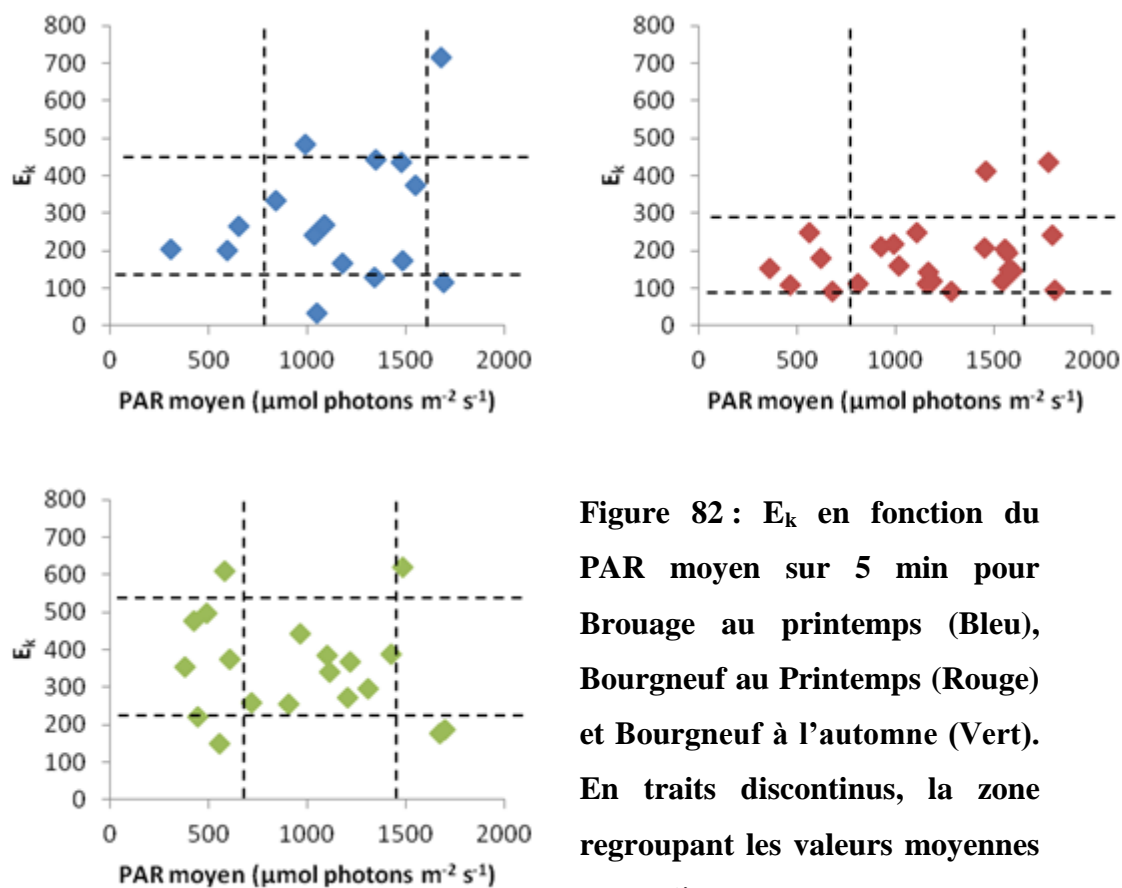 800
700
600
500
400
300
200
100
0
E_k
0 500 1000 1500 2000
PAR moyen (µmol photons m⁻² s⁻¹)
800
700
600
500
400
300
200
100
0
E_k
0 500 1000 1500 2000
PAR moyen (µmol photons m⁻² s⁻¹)
800
700
600
500
400
300
200
100
0
E_k
0 500 1000 1500 2000
PAR moyen (µmol photons m⁻² s⁻¹)
Figure 82 : E_k en fonction du
PAR moyen sur 5 min pour
Brouage au printemps (Bleu),
Bourgneuf au Printemps (Rouge)
et Bourgneuf à l’automne (Vert).
En traits discontinus, la zone
regroupant les valeurs moyennes